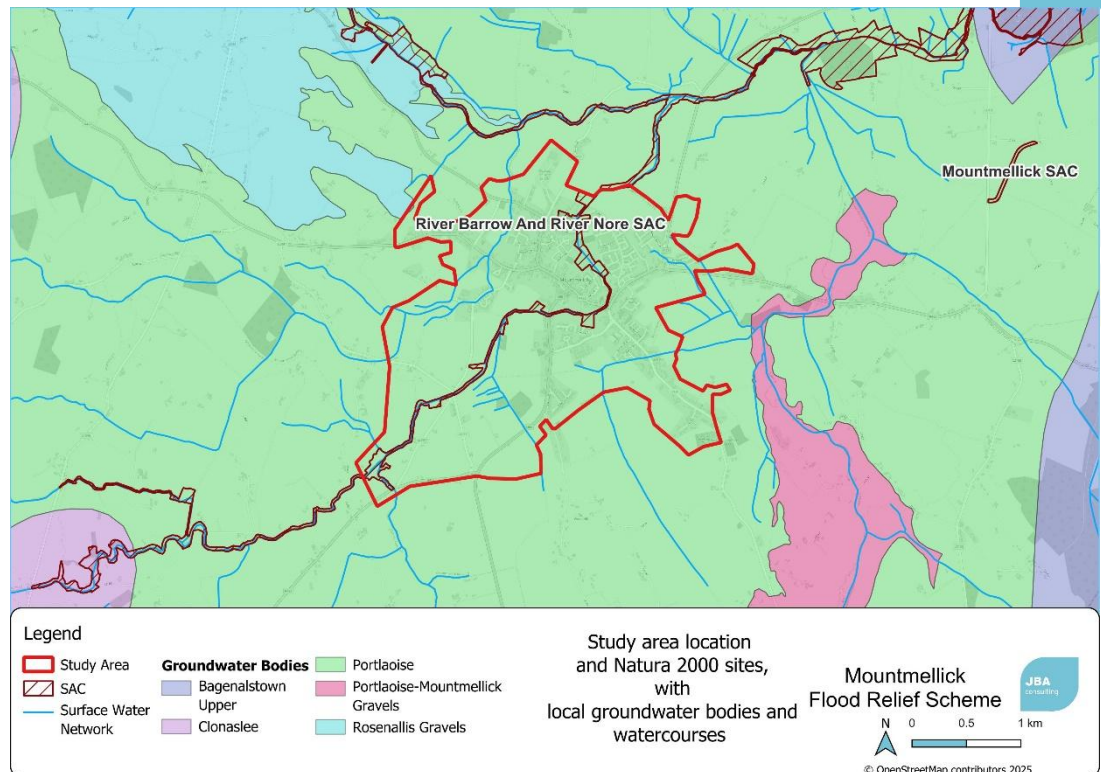 Mountmellick SAC
River Barrow And River Nore SAC
Legend
Study Area
SAC
Surface Water
Network
Groundwater Bodies
Bagenalstown
Upper
Clonaslee
Portlaoise
Portlaoise-Mountmellick
Gravels
Rosenallis Gravels
Study area location
and Natura 2000 sites,
with
local groundwater bodies and
watercourses
Mountmellick
Flood Relief Scheme
JBA
consulting
N
0 0.5 1 km
© OpenStreetMap contributors 2025